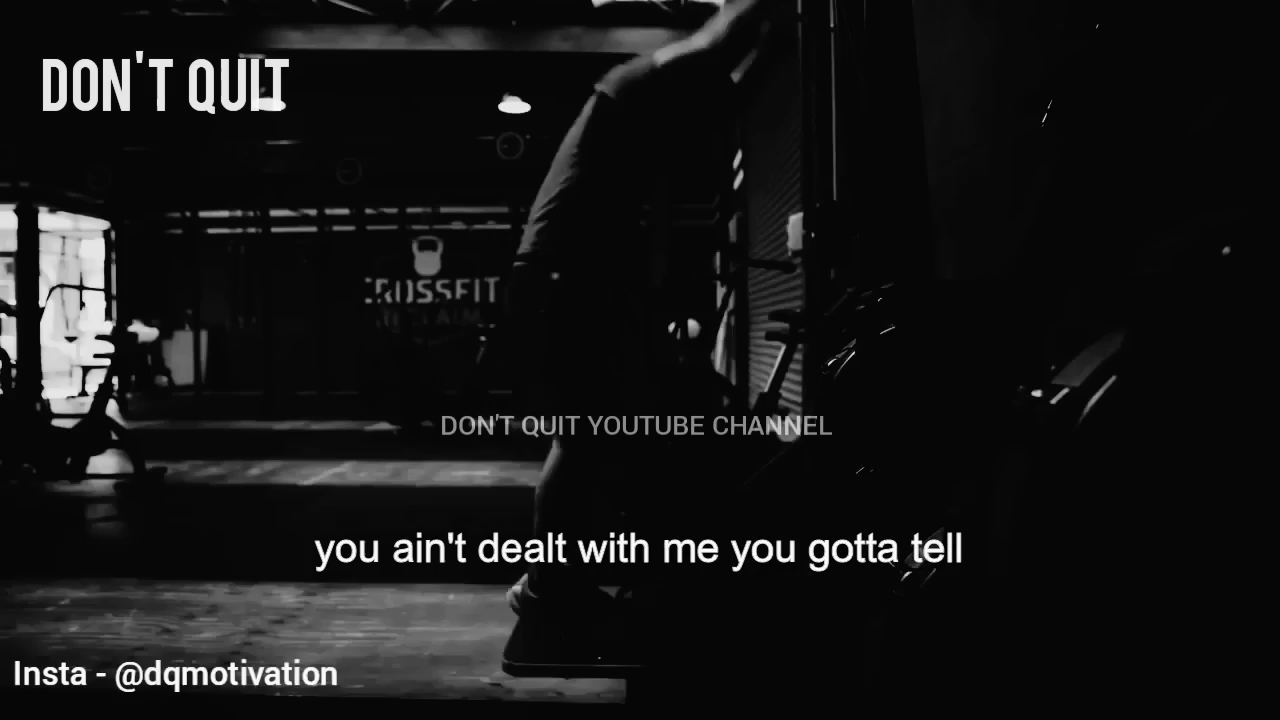 DON'T QUIT
CROSSFIT
DON'T QUIT YOUTUBE CHANNEL
you ain't dealt with me you gotta tell
Insta - @dqmotivation